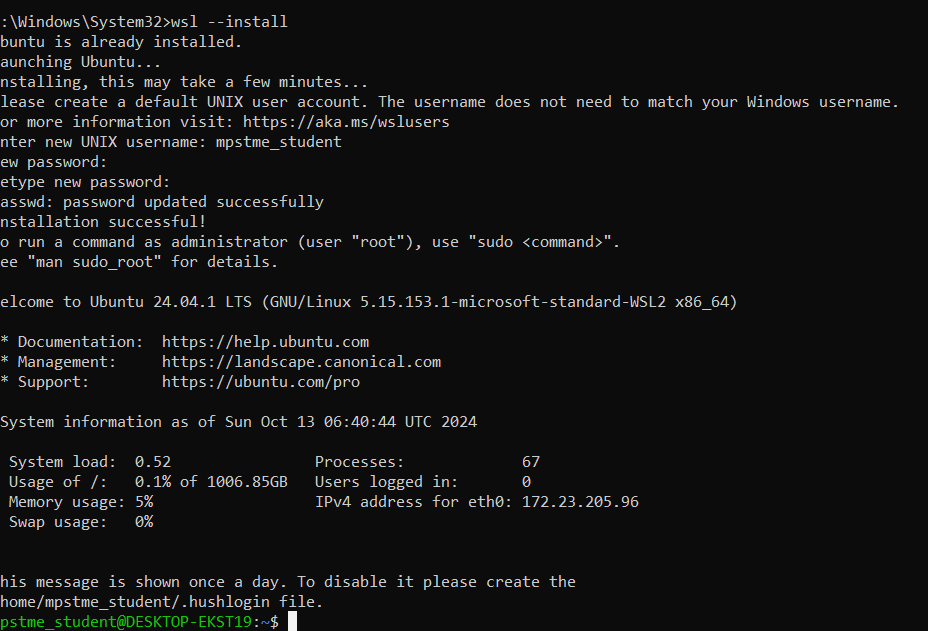 :\Windows\System32>wsl --install
buntu is already installed.
aunching Ubuntu...
nstalling, this may take a few minutes...
lease create a default UNIX user account. The username does not need to match your Windows username.
or more information visit: https://aka.ms/wslusers
nter new UNIX username: mpstme_student
ew password:
etype new password:
asswd: password updated successfully
nstallation successful!
o run a command as administrator (user "root"), use "sudo <command>".
ee "man sudo_root" for details.
elcome to Ubuntu 24.04.1 LTS (GNU/Linux 5.15.153.1-microsoft-standard-WSL2 x86_64)
* Documentation:  https://help.ubuntu.com
* Management:     https://landscape.canonical.com
* Support:        https://ubuntu.com/pro
System information as of Sun Oct 13 06:40:44 UTC 2024
System load:  0.52                Processes:             67
Usage of /:   0.1% of 1006.85GB   Users logged in:       0
Memory usage: 5%                  IPv4 address for eth0: 172.23.205.96
Swap usage:   0%
his message is shown once a day. To disable it please create the
home/mpstme_student/.hushlogin file.
pstme_student@DESKTOP-EKST19:~$